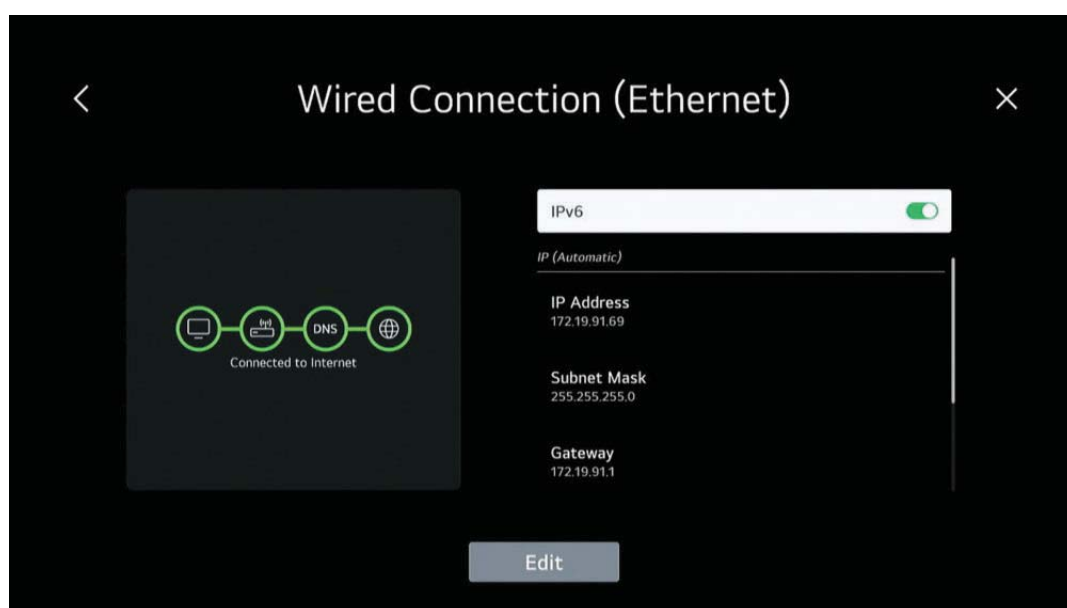 Wired Connection (Ethernet)
IPv6
IP (Automatic)
IP Address
172.19.91.69
DNS
Connected to Internet
Subnet Mask
255.255.255.0
Gateway
172.19.91.1
Edit